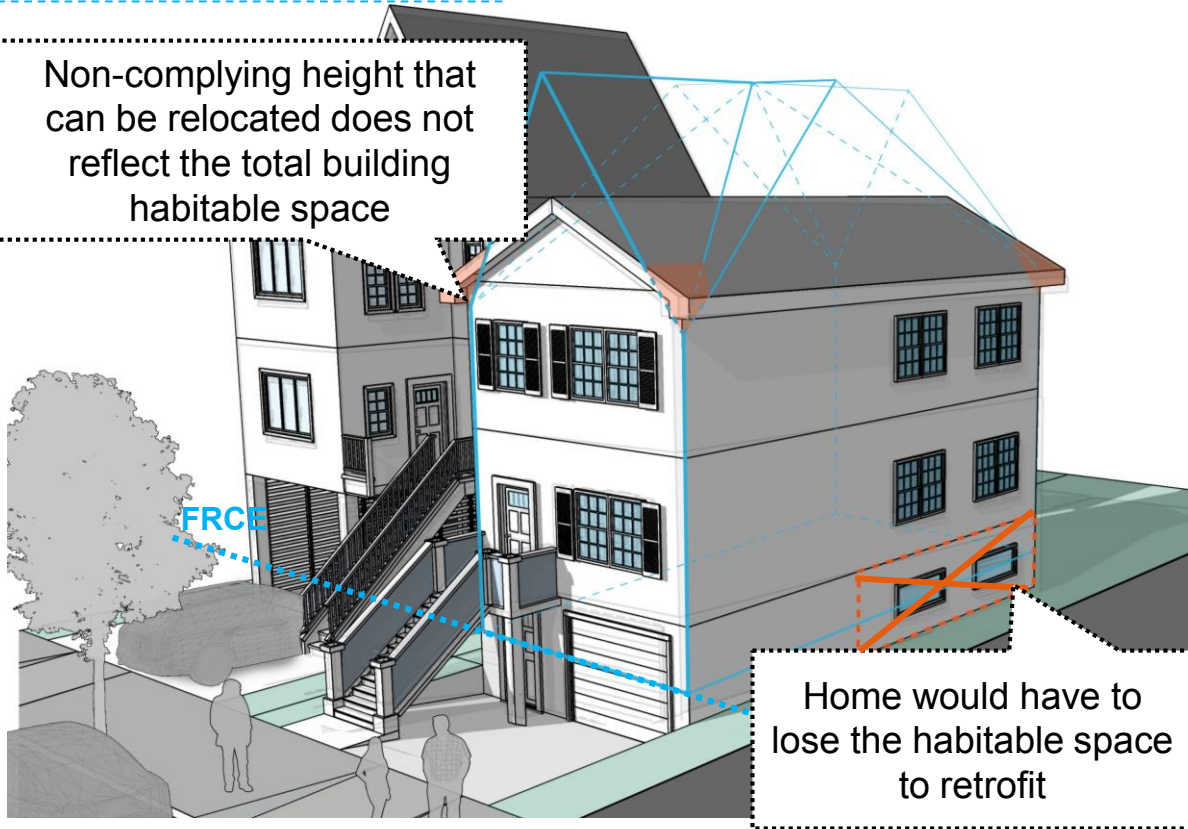 Non-complying height that
can be relocated does not
reflect the total building
habitable space
FRCE
Home would have to
lose the habitable space
to retrofit